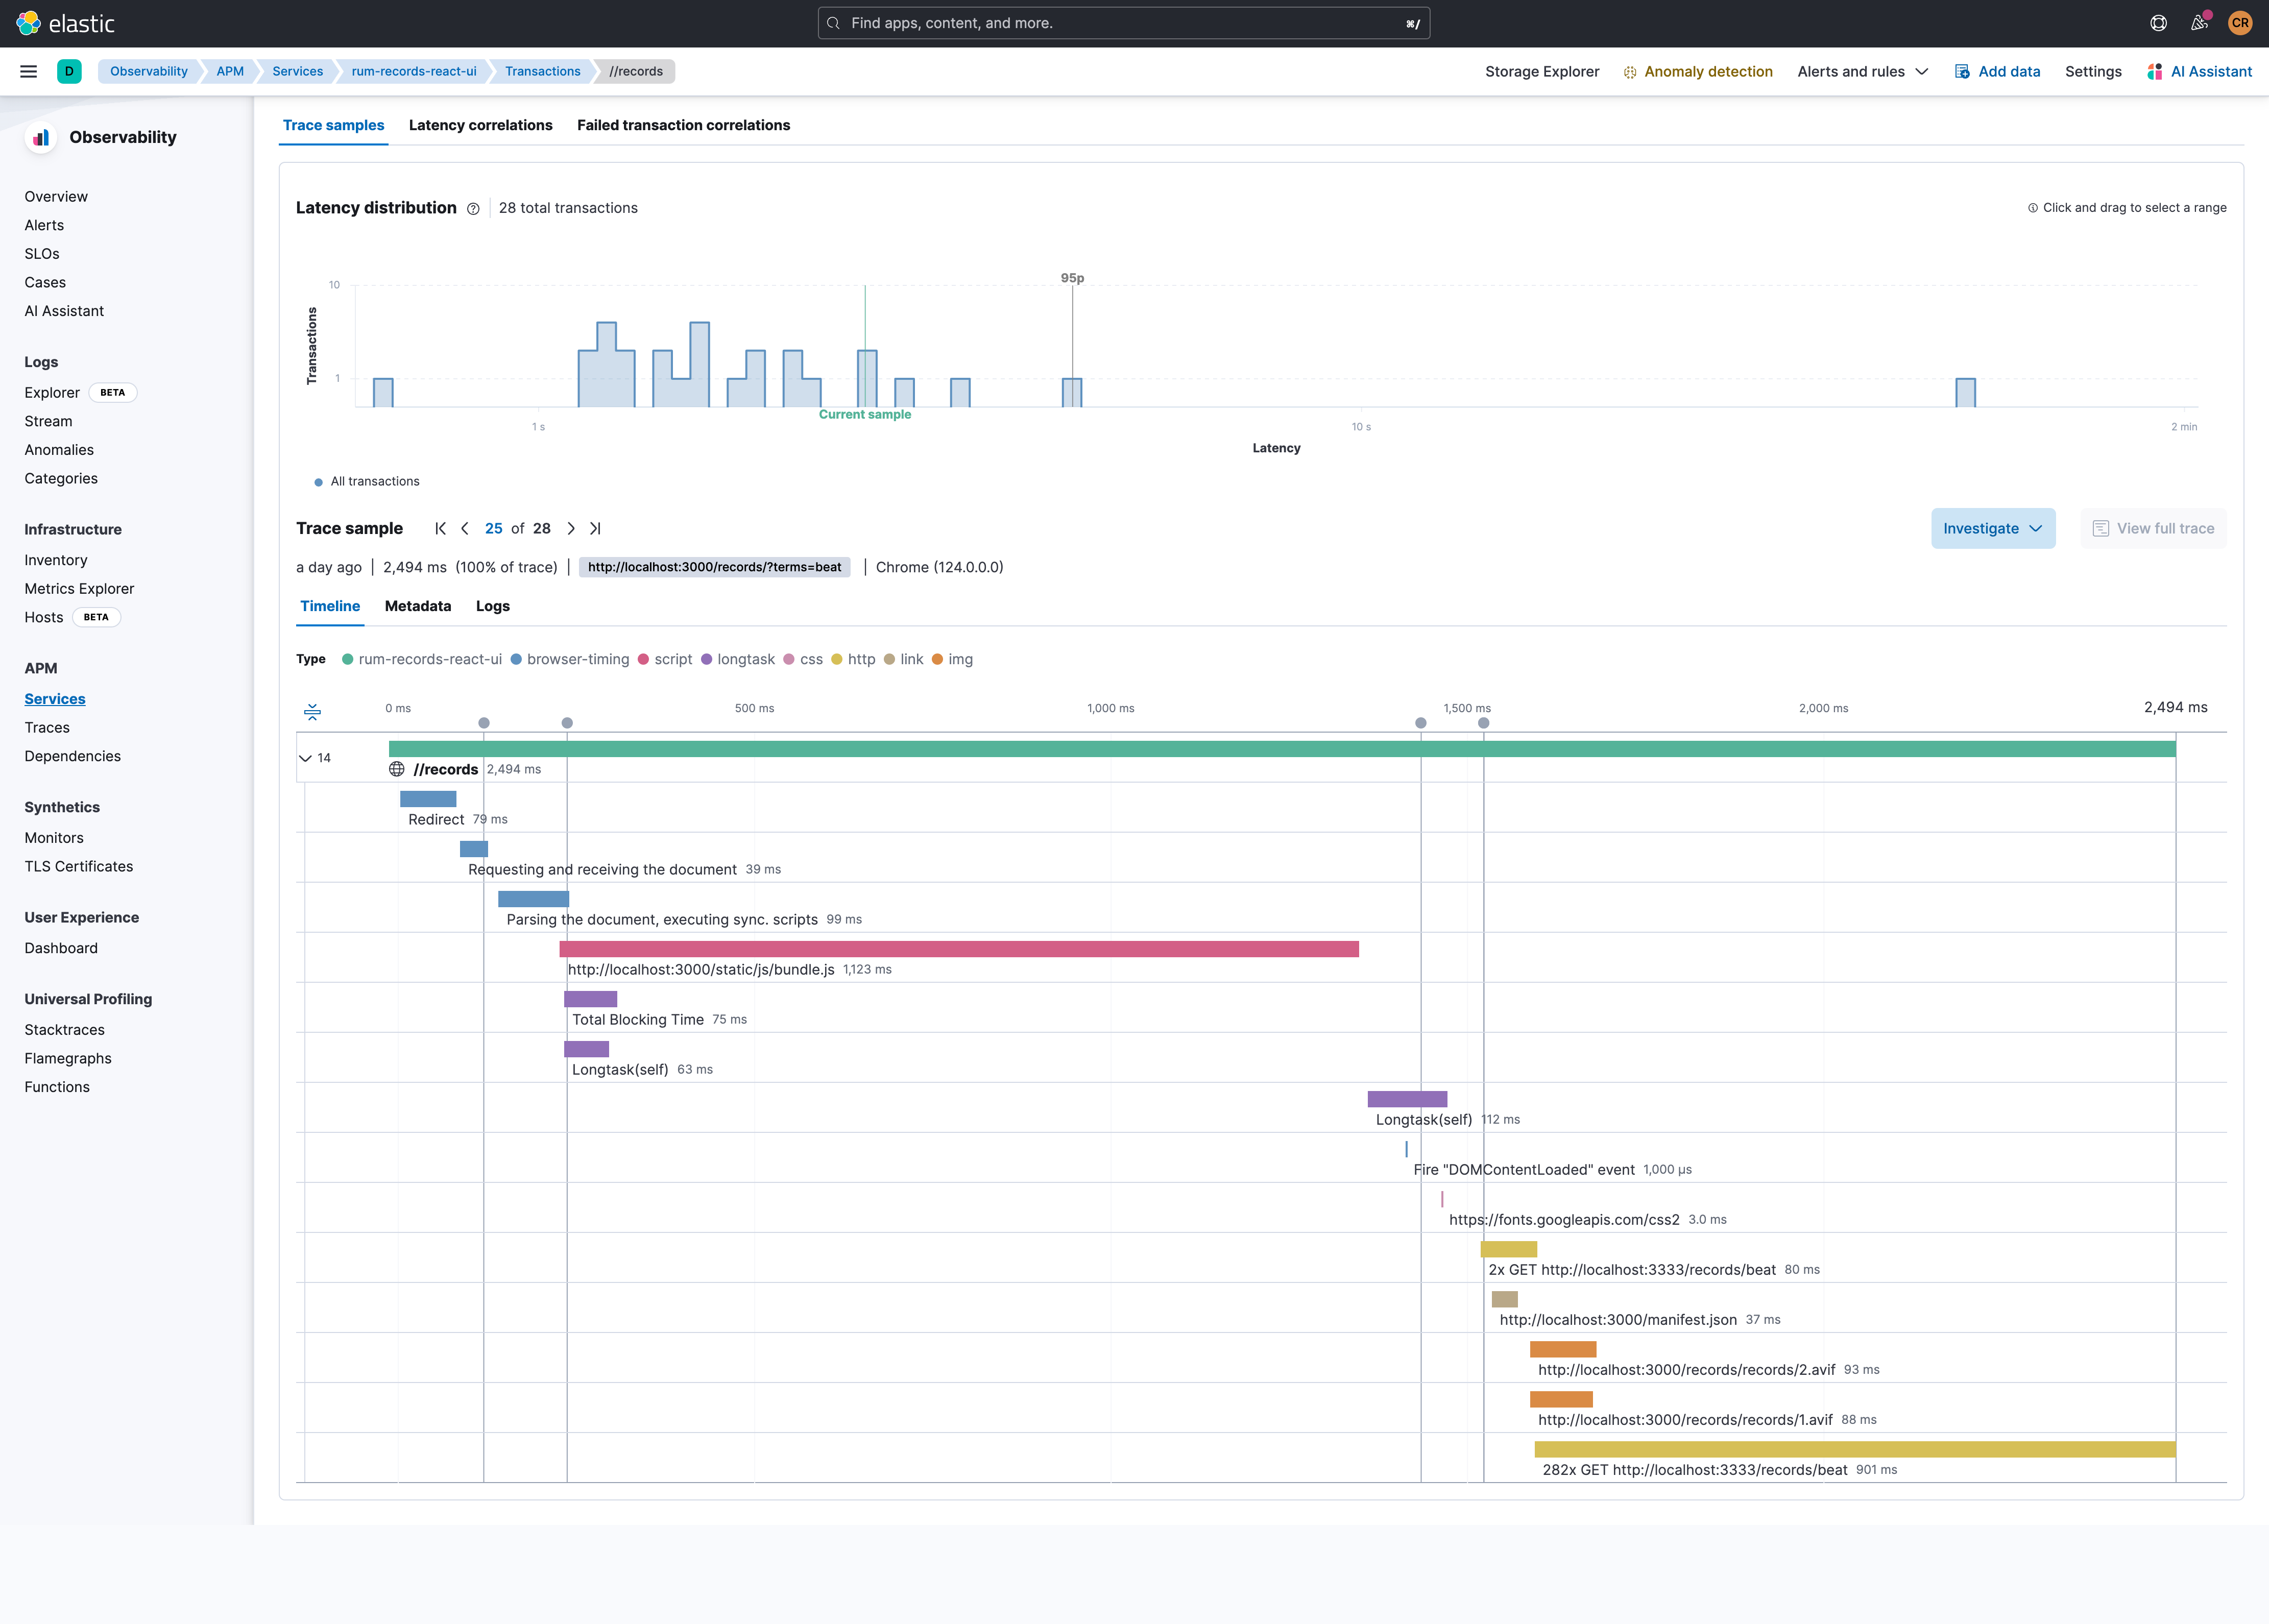 elastic
Find apps, content, and more.
⌘/
CR
D
Observability
APM
Services
rum-records-react-ui
Transactions
//records
Storage Explorer
Anomaly detection
Alerts and rules
Add data
Settings
AI Assistant
Observability
Overview
Alerts
SLOs
Cases
AI Assistant
Logs
Explorer BETA
Stream
Anomalies
Categories
Infrastructure
Inventory
Metrics Explorer
Hosts BETA
APM
Services
Traces
Dependencies
Synthetics
Monitors
TLS Certificates
User Experience
Dashboard
Universal Profiling
Stacktraces
Flamegraphs
Functions
Trace samples
Latency correlations
Failed transaction correlations
Latency distribution
28 total transactions
Click and drag to select a range
95p
10
1
Transactions
Current sample
1 s
10 s
2 min
Latency
All transactions
Trace sample
25 of 28
Investigate
View full trace
a day ago | 2,494 ms (100% of trace) | http://localhost:3000/records/?terms=beat | Chrome (124.0.0.0)
Timeline
Metadata
Logs
Type rum-records-react-ui browser-timing script longtask css http link img
0 ms
500 ms
1,000 ms
1,500 ms
2,000 ms
2,494 ms
14
//records 2,494 ms
Redirect 79 ms
Requesting and receiving the document 39 ms
Parsing the document, executing sync. scripts 99 ms
http://localhost:3000/static/js/bundle.js 1,123 ms
Total Blocking Time 75 ms
Longtask(self) 63 ms
Longtask(self) 112 ms
Fire "DOMContentLoaded" event 1,000 μs
https://fonts.googleapis.com/css2 3.0 ms
2x GET http://localhost:3333/records/beat 80 ms
http://localhost:3000/manifest.json 37 ms
http://localhost:3000/records/records/2.avif 93 ms
http://localhost:3000/records/records/1.avif 88 ms
282x GET http://localhost:3333/records/beat 901 ms